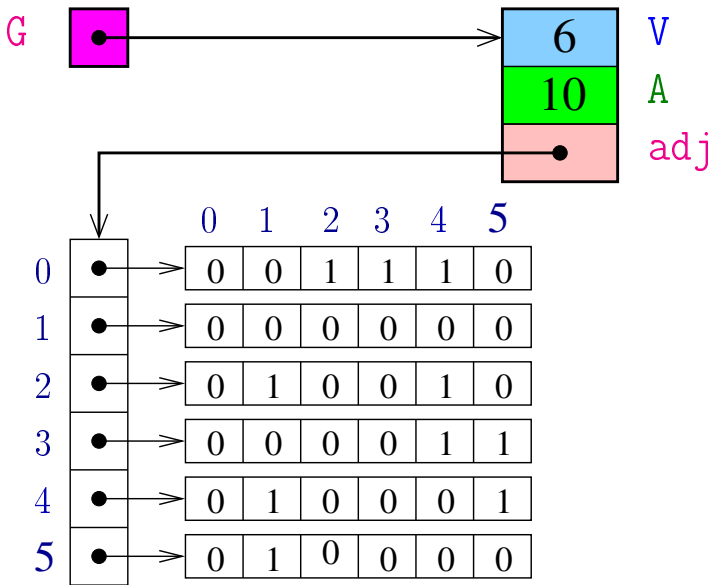 G 6 V
10 A
adj
0 1 2 3 4 5
0 0 0 1 1 1 0
1 0 0 0 0 0 0
2 0 1 0 0 1 0
3 0 0 0 0 1 1
4 0 1 0 0 0 1
5 0 1 0 0 0 0